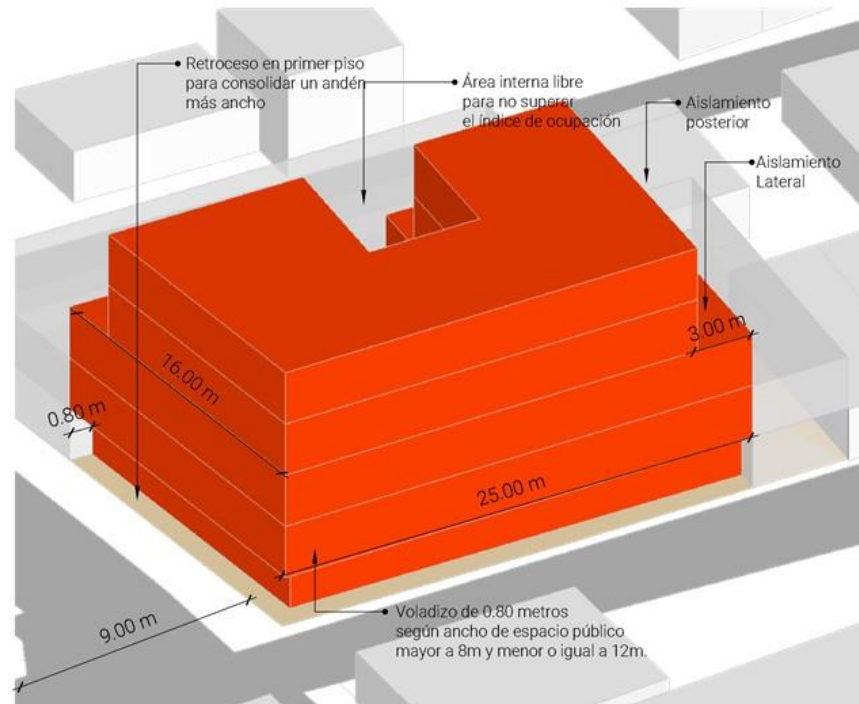 Retroceso en primer piso
para consolidar un andén
más ancho
Área interna libre
para no superar
el índice de ocupación
Aislamiento
posterior
Aislamiento
Lateral
3.00 m
16.00 m
0.80 m
25.00 m
9.00 m
Voladizo de 0.80 metros
según ancho de espacio público
mayor a 8m y menor o igual a 12m.